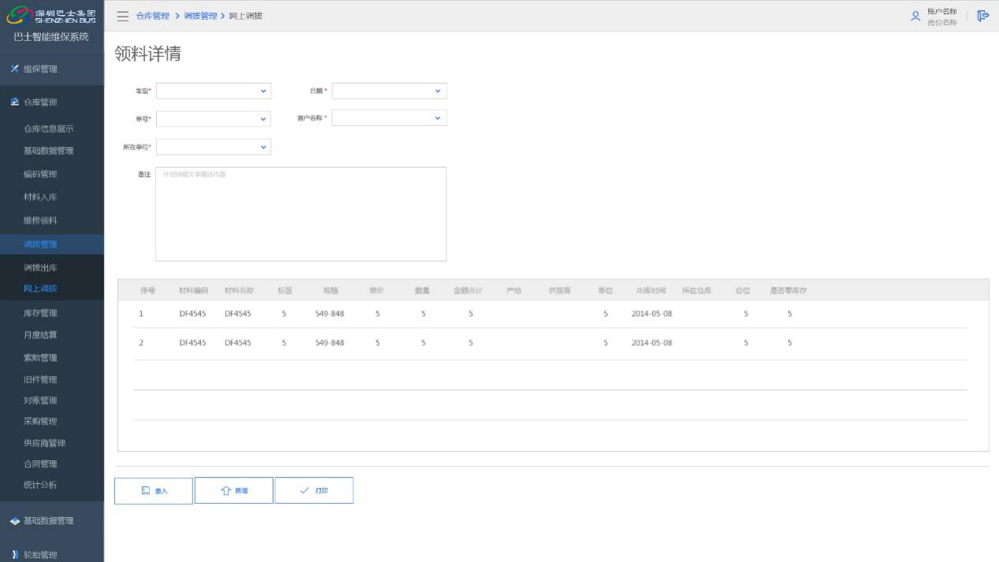 深圳巴士集团
SHENZHEN BUS
巴士智能维保系统
维保管理
仓库管理
仓库信息展示
基础数据管理
编码管理
材料入库
维修领料
调拨管理
调拨出库
网上调拨
库存管理
月度结算
索赔管理
旧件管理
对账管理
采购管理
供应商管理
合同管理
统计分析
基础数据管理
轮胎管理
仓库管理 > 调拨管理 > 网上调拨
账户名称
岗位名称
领料详情
车型* 日期*
单号* 客户名称*
所在单位*
备注 计划详细文字描述内容
序号 材料编码 材料名称 标签 规格 单价 数量 金额合计 产地 供货商 单位 出库时间 所在仓库 仓位 是否零库存
1 DF4545 DF4545 5 549-848 5 5 5 5 2014-05-08 5 5
2 DF4545 DF4545 5 549-848 5 5 5 5 2014-05-08 5 5
录入 新增 打印